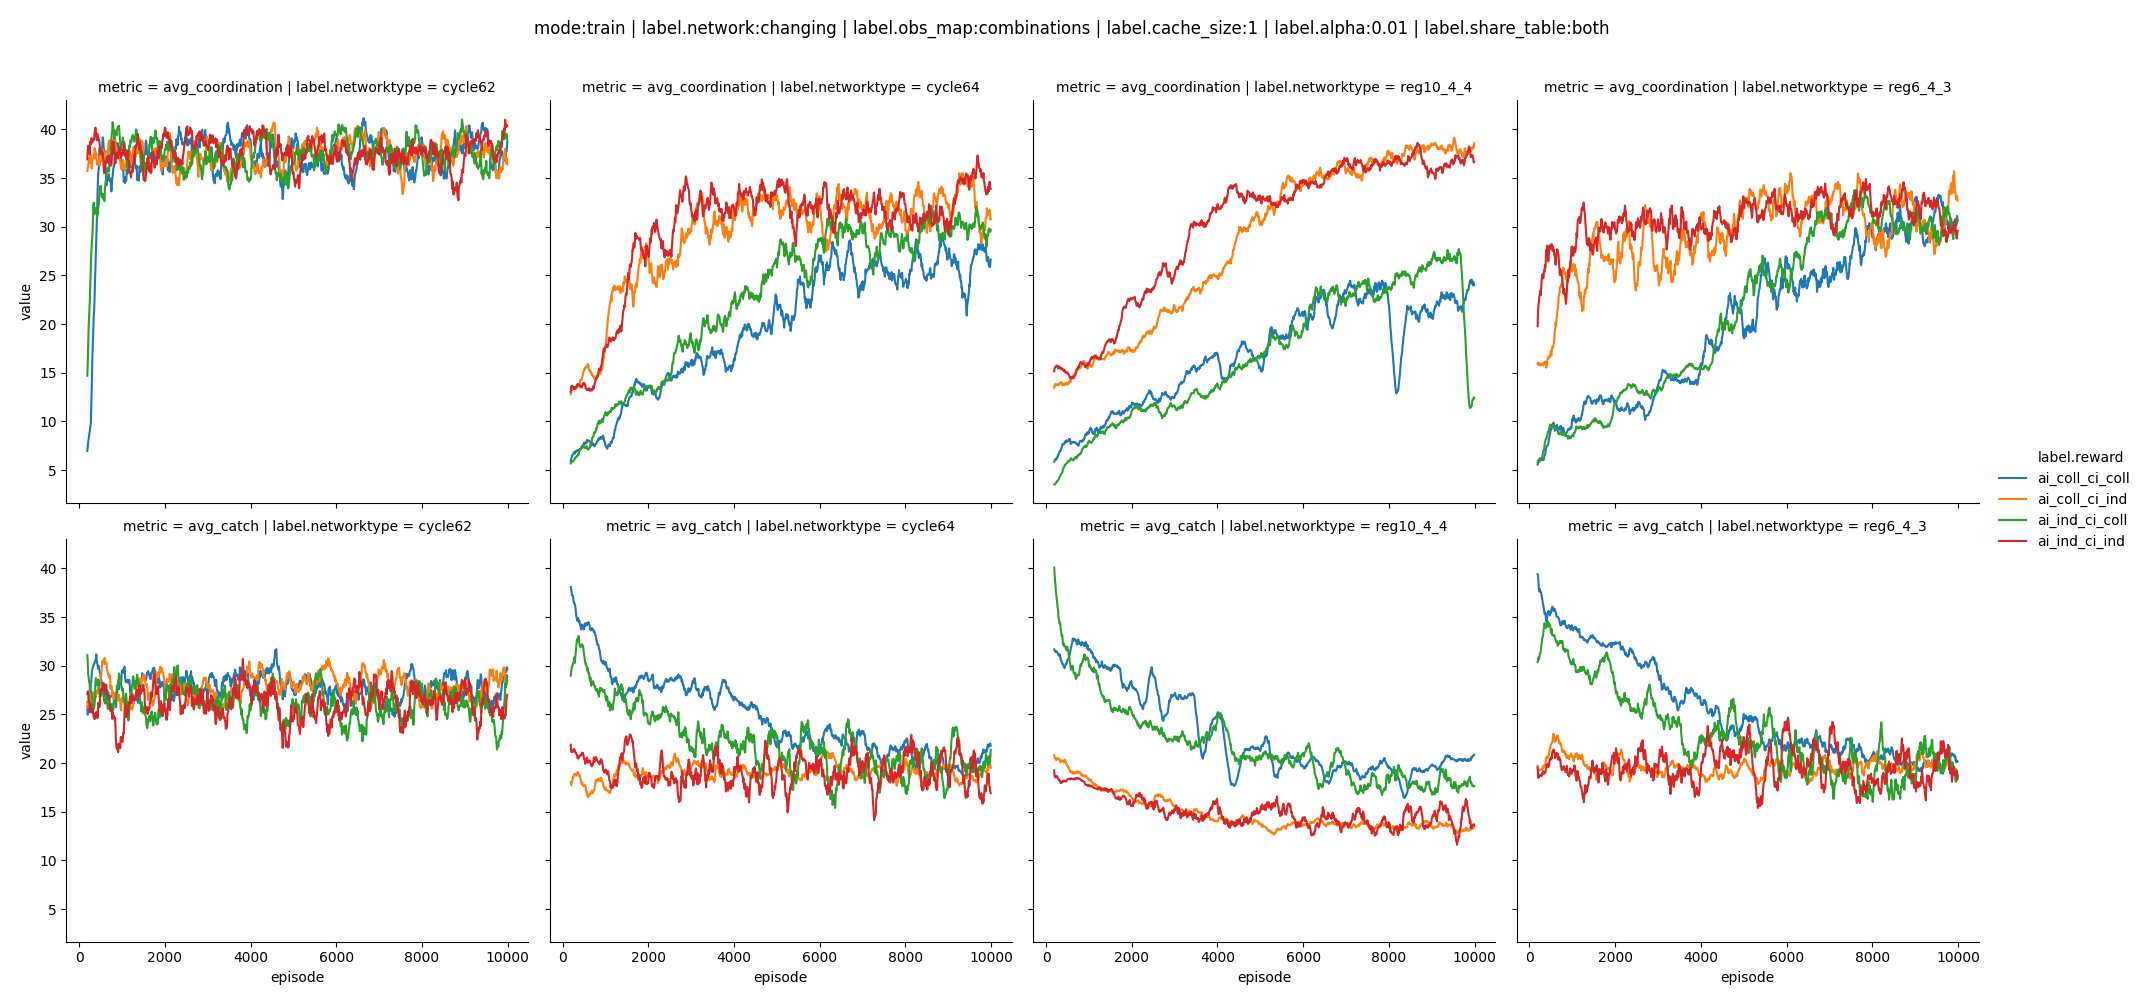 mode:train | label.network:changing | label.obs_map:combinations | label.cache_size:1 | label.alpha:0.01 | label.share_table:both
metric = avg_coordination | label.networktype = cycle62
metric = avg_coordination | label.networktype = cycle64
metric = avg_coordination | label.networktype = reg10_4_4
metric = avg_coordination | label.networktype = reg6_4_3
40
35
30
25
20
15
10
5
value
metric = avg_catch | label.networktype = cycle62
metric = avg_catch | label.networktype = cycle64
metric = avg_catch | label.networktype = reg10_4_4
metric = avg_catch | label.networktype = reg6_4_3
40
35
30
25
20
15
10
5
value
0 2000 4000 6000 8000 10000
episode
0 2000 4000 6000 8000 10000
episode
0 2000 4000 6000 8000 10000
episode
0 2000 4000 6000 8000 10000
episode
label.reward
ai_coll_ci_coll
ai_coll_ci_ind
ai_ind_ci_coll
ai_ind_ci_ind